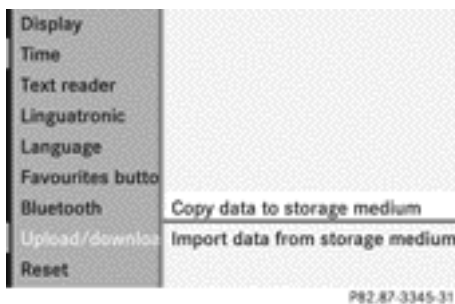 Display
Time
Text reader
Linguatronic
Language
Favourites butto
Bluetooth
Copy data to storage medium
Upload/downloa
Import data from storage medium
Reset
P82.87-3345-31